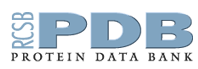 RCSB
PDB
PROTEIN DATA BANK